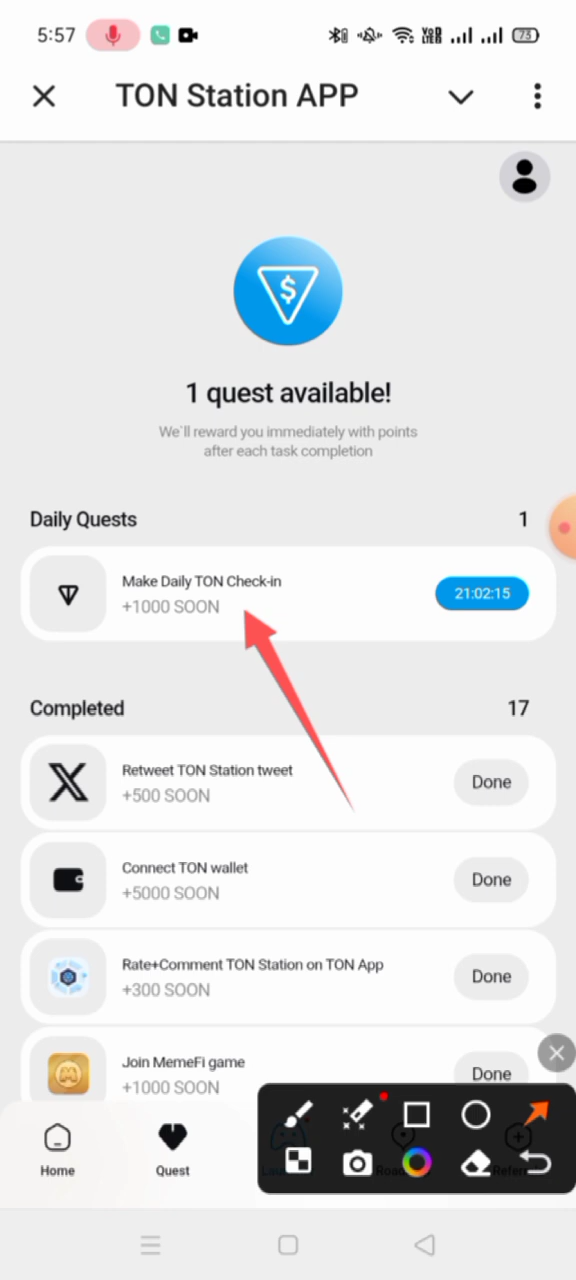 5:57
VoD
LTE2
73
TON Station APP
$
1 quest available!
We`ll reward you immediately with points
after each task completion
Daily Quests
1
Make Daily TON Check-in
+1000 SOON
21:02:15
Completed
17
Retweet TON Station tweet
+500 SOON
Done
Connect TON wallet
+5000 SOON
Done
Rate+Comment TON Station on TON App
+300 SOON
Done
Join MemeFi game
+1000 SOON
Done
Home
Quest